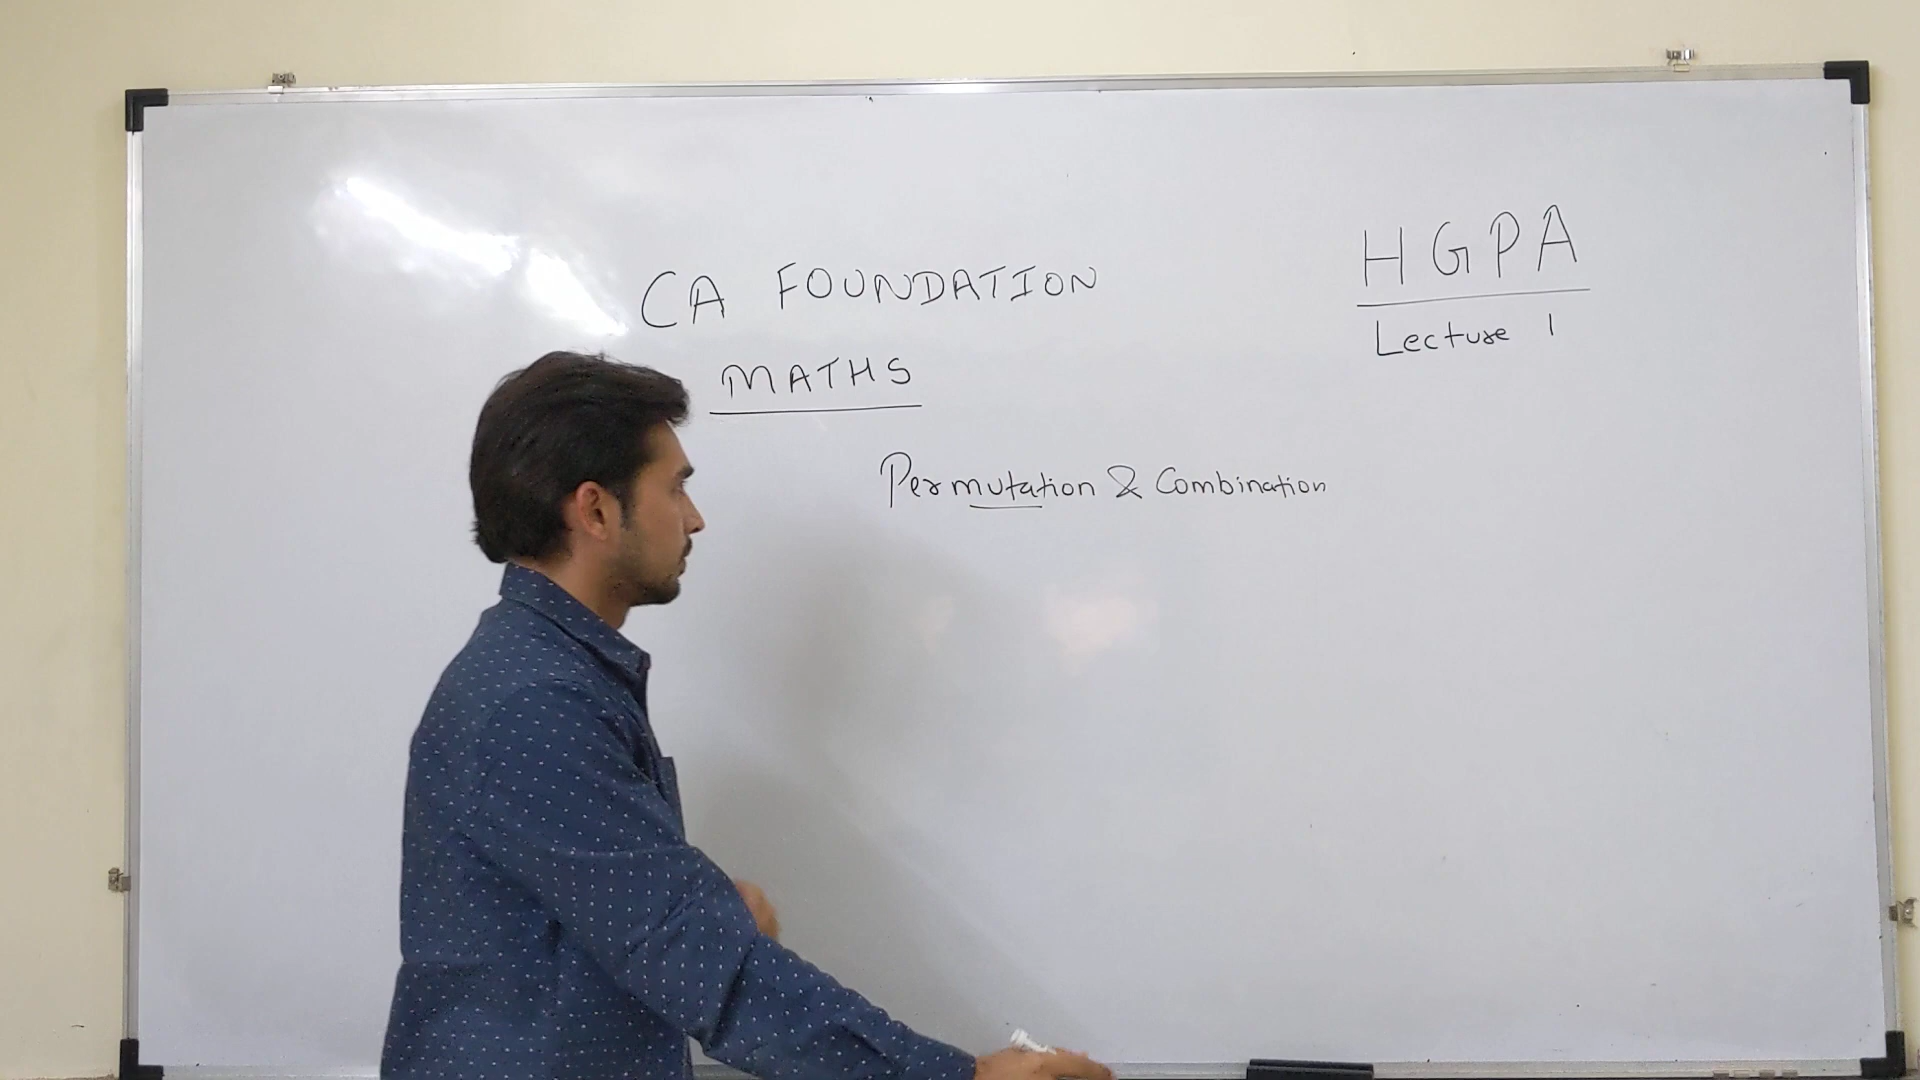 CA FOUNDATION
MATHS
Permutation & Combination
HGPA
Lecture 1